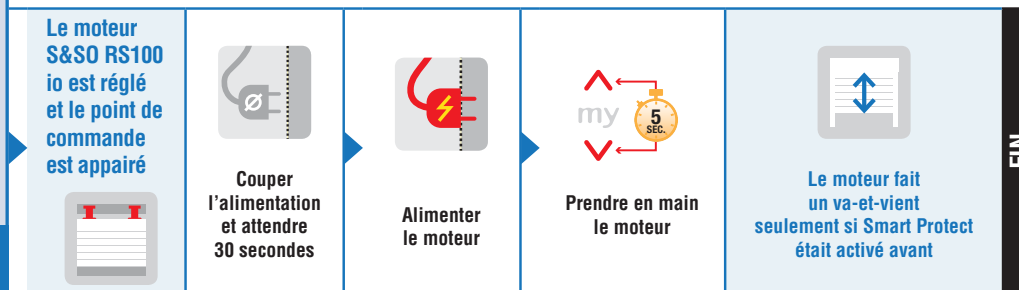 Le moteur
S&SO RS100
io est réglé
et le point de
commande
est appairé
Couper
l'alimentation
et attendre
30 secondes
Alimenter
le moteur
my
5
SEC.
Prendre en main
le moteur
Le moteur fait
un va-et-vient
seulement si Smart Protect
était activé avant
FIN